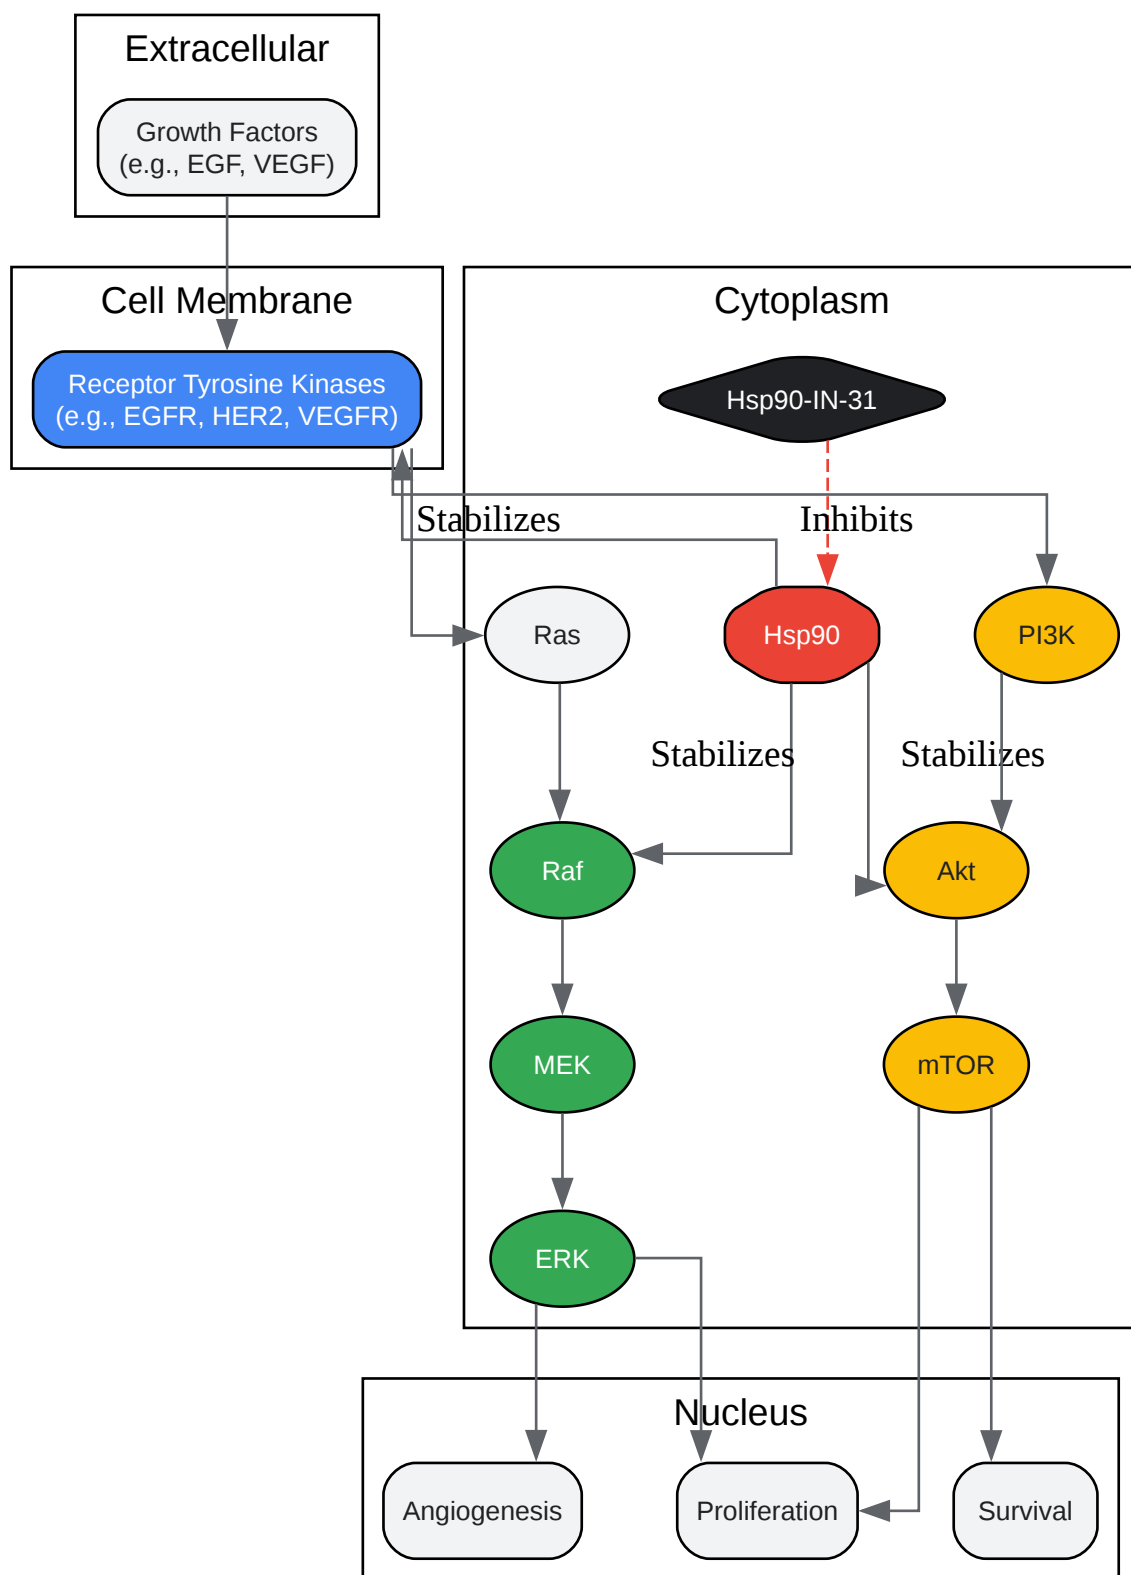 Extracellular
Growth Factors
(e.g., EGF, VEGF)
Cell Membrane
Cytoplasm
Receptor Tyrosine Kinases
(e.g., EGFR, HER2, VEGFR)
Hsp90-IN-31
Stabilizes
Inhibits
Ras
Hsp90
PI3K
Stabilizes
Stabilizes
Raf
Akt
MEK
mTOR
ERK
Nucleus
Angiogenesis
Proliferation
Survival